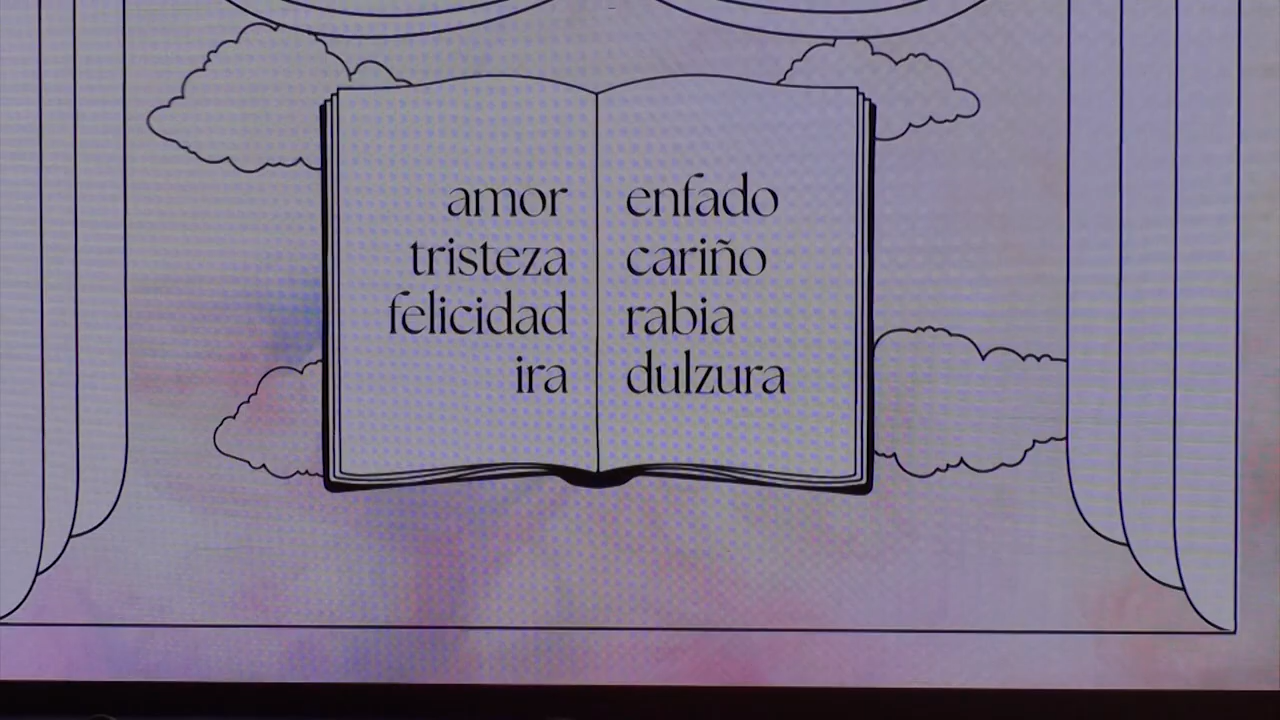 amor
tristeza
felicidad
ira
enfado
cariño
rabia
dulzura